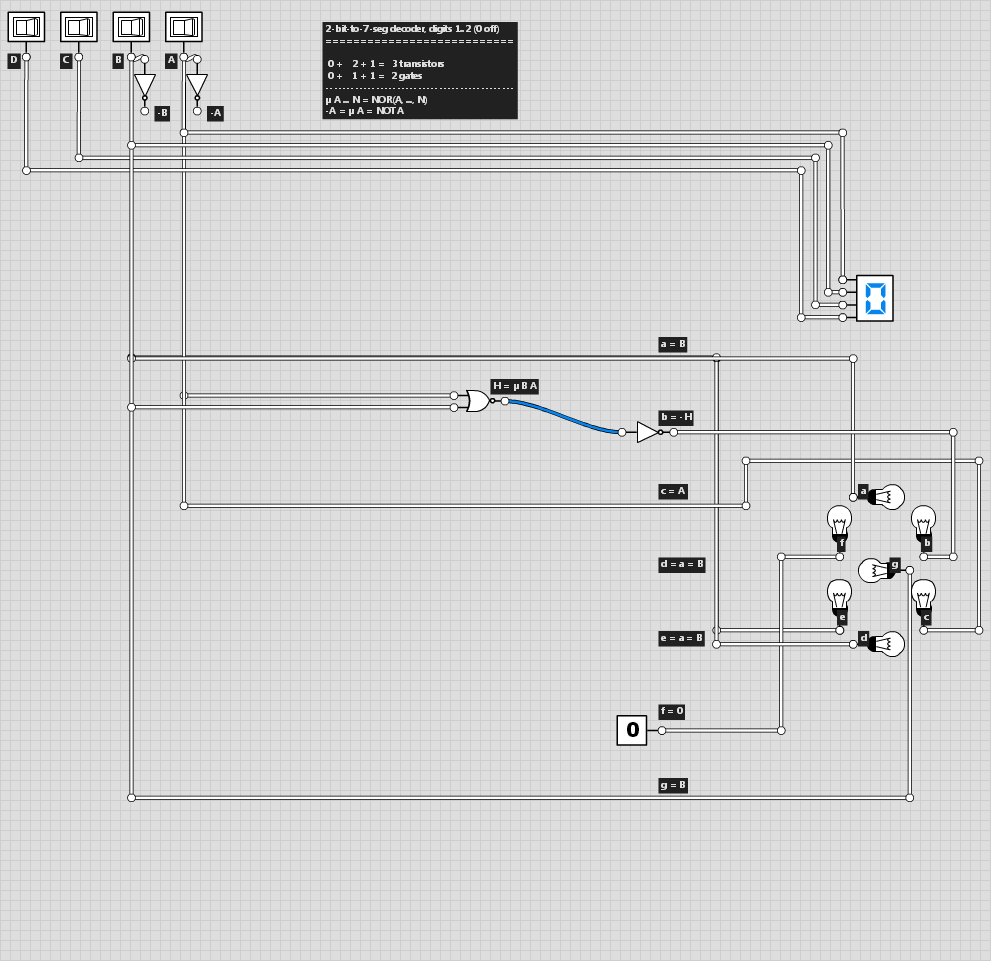 D
C
B
A
-B
-A
2-bit-to-7-seg decoder, digits 1..2 (0 off)
0 + 2 + 1 = 3 transistors
0 + 1 + 1 = 2 gates
μ A ... N = NOR(A, ..., N)
-A = μ A = NOT A
0
a = B
H = μ B A
b = -H
c = A
a
f
b
d = a = B
g
e
c
e = a = B
d
f = 0
0
g = B